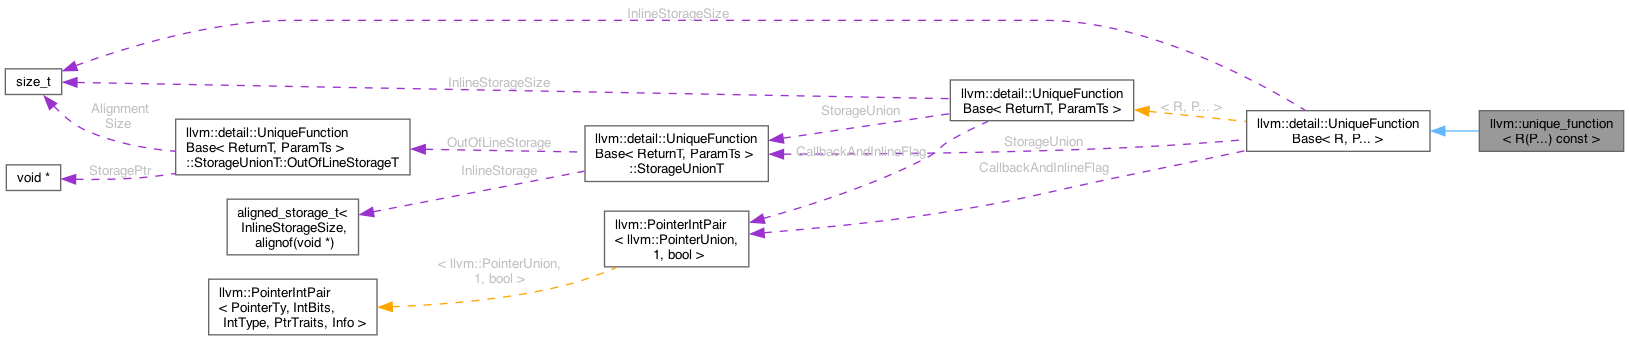 InlineStorageSize
size_t
InlineStorageSize
Alignment
Size
llvm::detail::UniqueFunction
Base< ReturnT, ParamTs >
::StorageUnionT::OutOfLineStorageT
void *
StoragePtr
OutOfLineStorage
InlineStorage
aligned_storage_t<
InlineStorageSize,
alignof(void *)
llvm::detail::UniqueFunction
Base< ReturnT, ParamTs >
::StorageUnionT
StorageUnion
CallbackAndInlineFlag
llvm::detail::UniqueFunction
Base< ReturnT, ParamTs >
< R, P... >
StorageUnion
CallbackAndInlineFlag
llvm::detail::UniqueFunction
Base< R, P... >
llvm::unique_function
< R(P...) const >
llvm::PointerIntPair
< llvm::PointerUnion,
1, bool >
< llvm::PointerUnion,
1, bool >
llvm::PointerIntPair
< PointerTy, IntBits,
IntType, PtrTraits, Info >